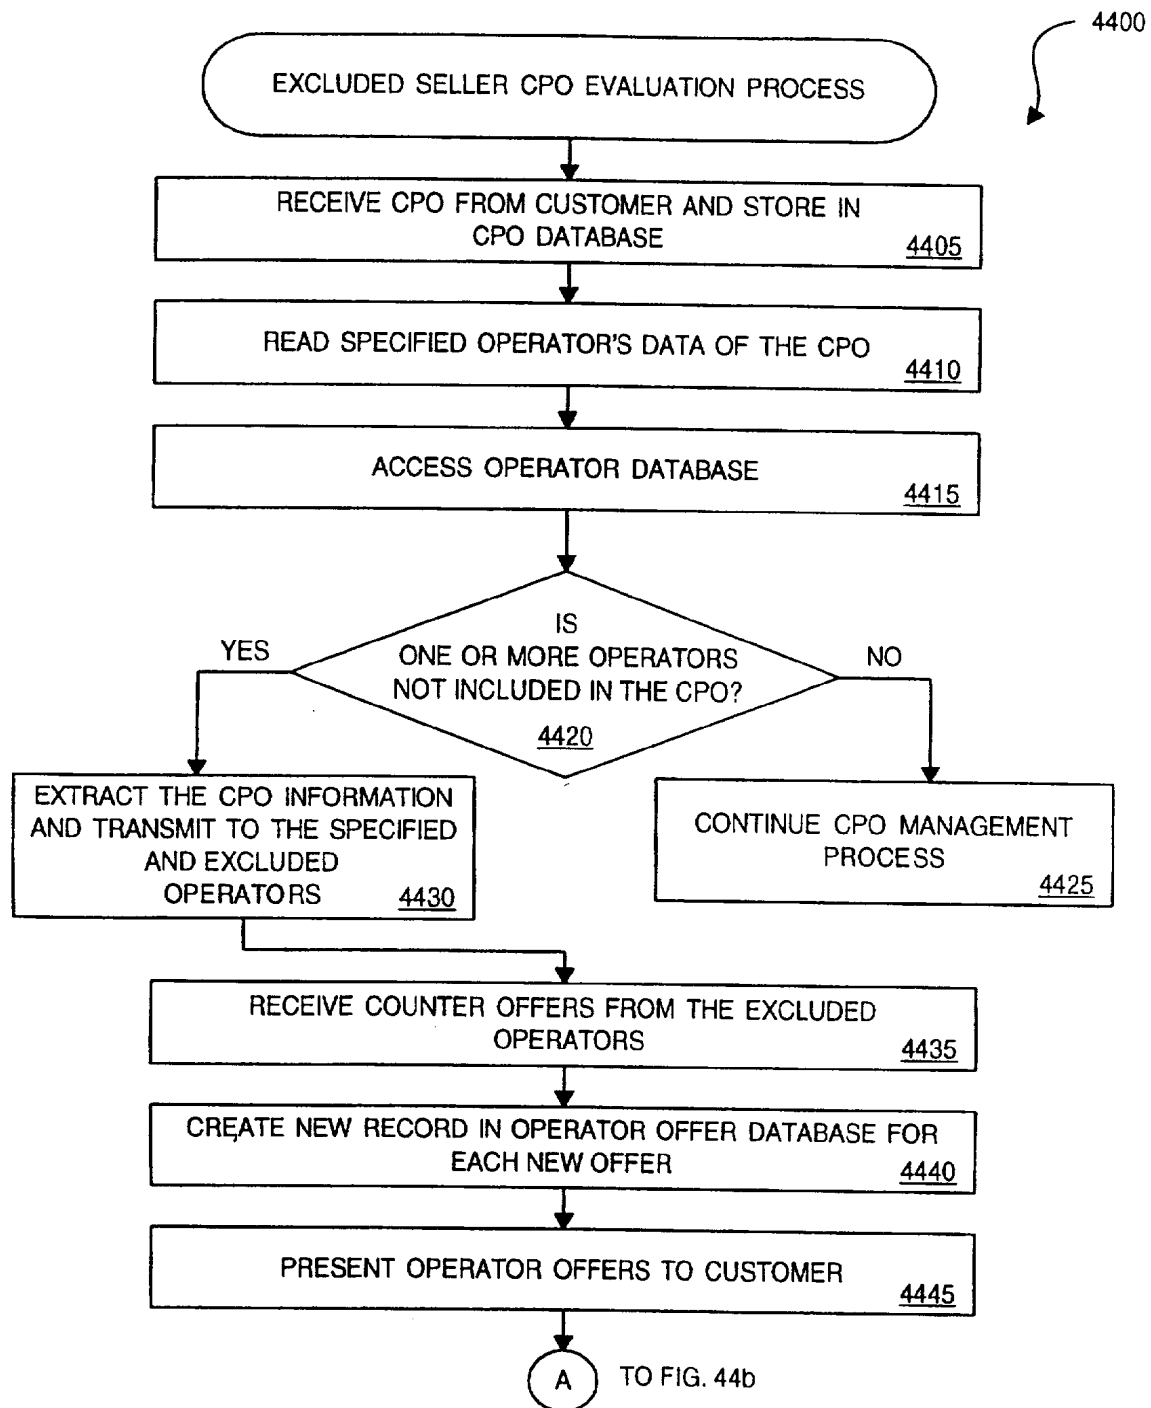 4400
EXCLUDED SELLER CPO EVALUATION PROCESS
RECEIVE CPO FROM CUSTOMER AND STORE IN
CPO DATABASE
4405
READ SPECIFIED OPERATOR'S DATA OF THE CPO
4410
ACCESS OPERATOR DATABASE
4415
IS
ONE OR MORE OPERATORS
NOT INCLUDED IN THE CPO?
4420
YES
NO
EXTRACT THE CPO INFORMATION
AND TRANSMIT TO THE SPECIFIED
AND EXCLUDED
OPERATORS
4430
CONTINUE CPO MANAGEMENT
PROCESS
4425
RECEIVE COUNTER OFFERS FROM THE EXCLUDED
OPERATORS
4435
CREATE NEW RECORD IN OPERATOR OFFER DATABASE FOR
EACH NEW OFFER
4440
PRESENT OPERATOR OFFERS TO CUSTOMER
4445
A
TO FIG. 44b